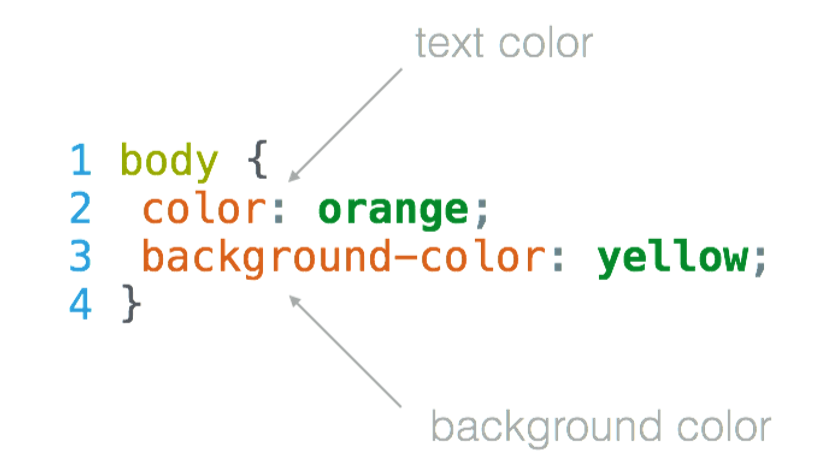 text color
1 body {
2  color: orange;
3  background-color: yellow;
4 }
background color